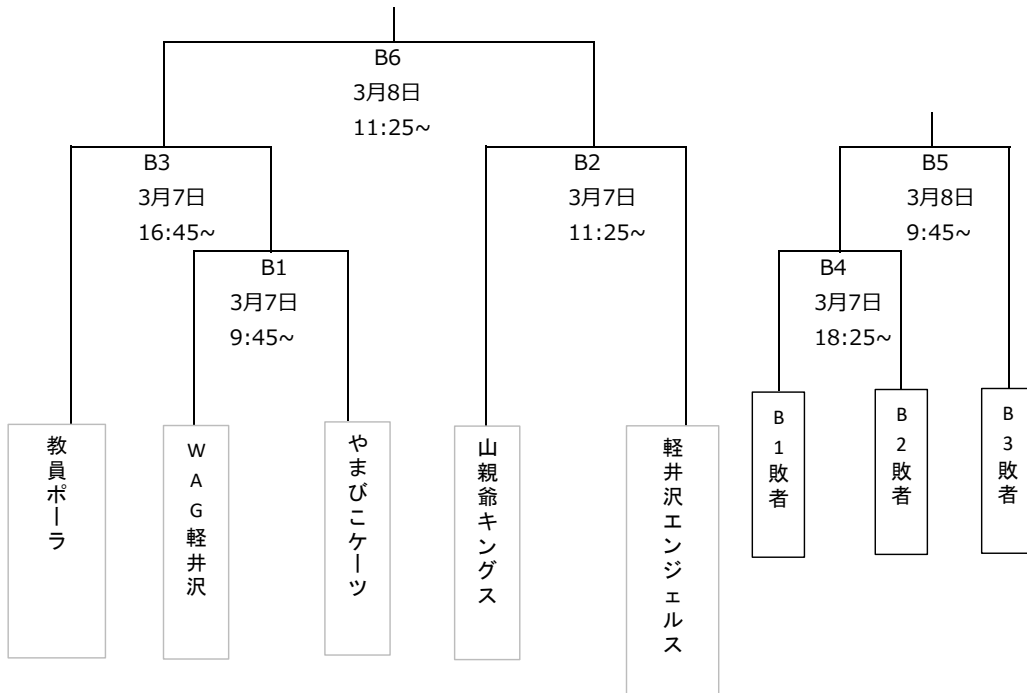 B6
3月8日
11:25~
B3
3月7日
16:45~
B2
3月7日
11:25~
B5
3月8日
9:45~
B1
3月7日
9:45~
B4
3月7日
18:25~
教員ポーラ
WAG軽井沢
やまびこケーツ
山親爺キングス
軽井沢エンジェルス
B1敗者
B2敗者
B3敗者